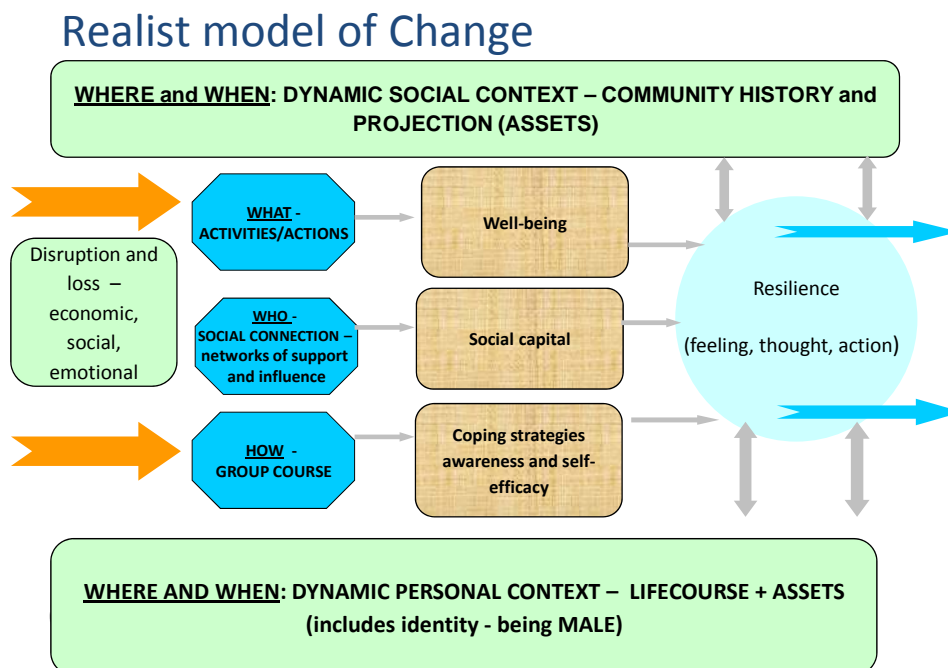 Realist model of Change
WHERE and WHEN: DYNAMIC SOCIAL CONTEXT – COMMUNITY HISTORY and
PROJECTION (ASSETS)
Disruption and
loss –
economic,
social,
emotional
WHAT -
ACTIVITIES/ACTIONS
Well-being
WHO -
SOCIAL CONNECTION –
networks of support
and influence
Social capital
HOW -
GROUP COURSE
Coping strategies
awareness and self-
efficacy
Resilience
(feeling, thought, action)
WHERE AND WHEN: DYNAMIC PERSONAL CONTEXT – LIFECOURSE + ASSETS
(includes identity - being MALE)